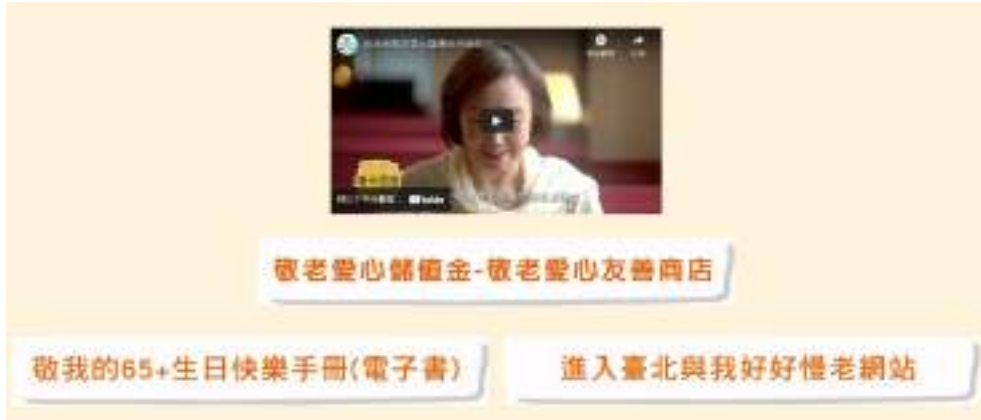 YouTube
敬老愛心儲值金-敬老愛心友善商店
敬我的65+生日快樂手冊(電子書)
進入臺北與我好好慢老網站